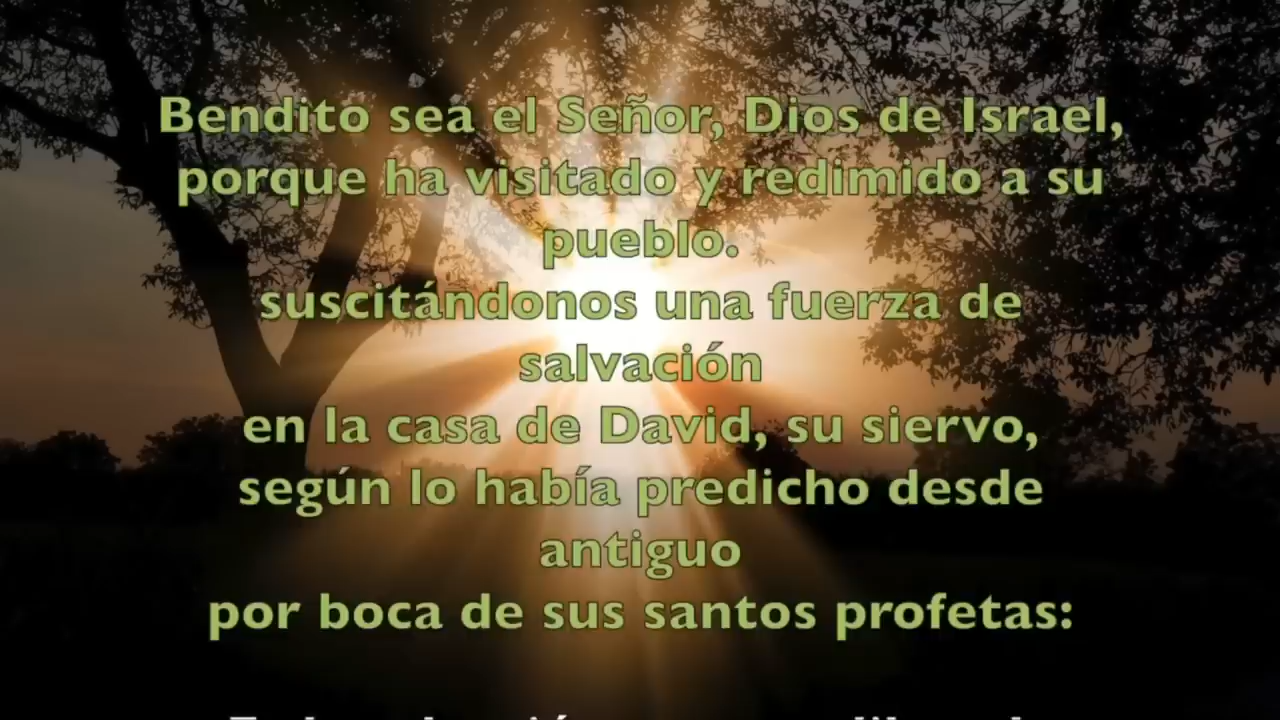 Bendito sea el Señor, Dios de Israel,
porque ha visitado y redimido a su
pueblo.
suscitándonos una fuerza de
salvación
en la casa de David, su siervo,
según lo había predicho desde
antiguo
por boca de sus santos profetas: